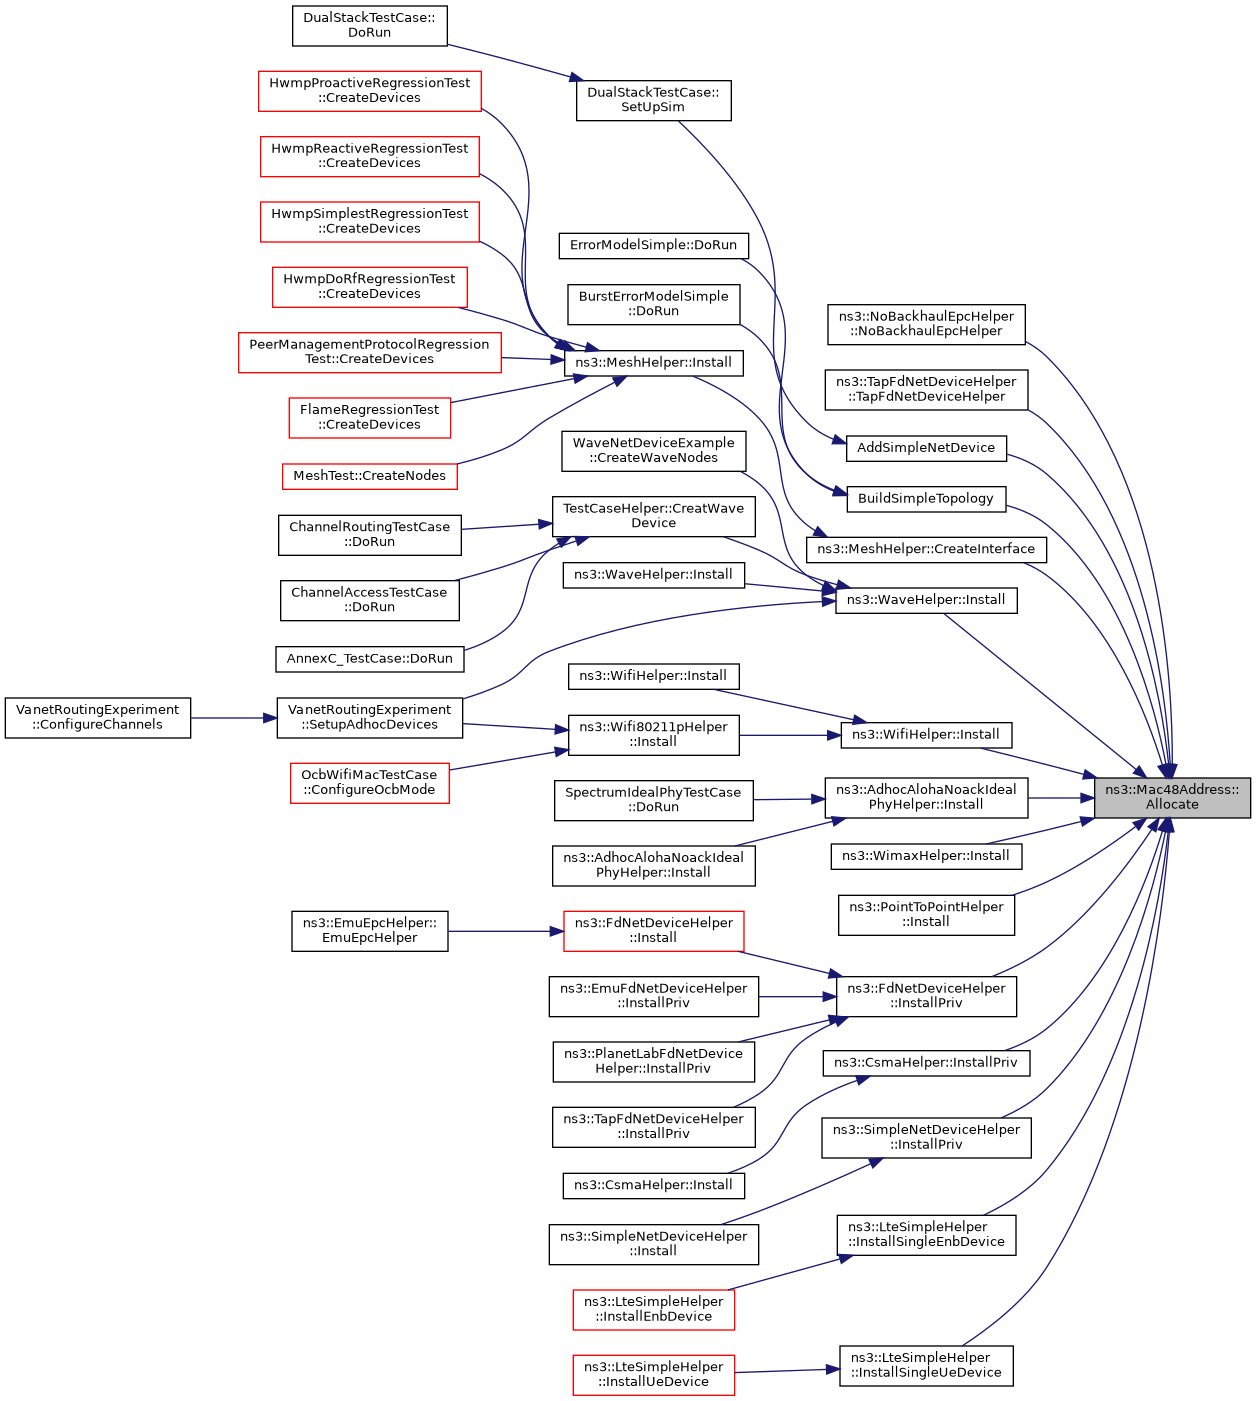 DualStackTestCase::
DoRun
HwmpProactiveRegressionTest
::CreateDevices
DualStackTestCase::
SetUpSim
HwmpReactiveRegressionTest
::CreateDevices
HwmpSimplestRegressionTest
::CreateDevices
ErrorModelSimple::DoRun
HwmpDoRfRegressionTest
::CreateDevices
BurstErrorModelSimple
::DoRun
ns3::NoBackhaulEpcHelper
::NoBackhaulEpcHelper
PeerManagementProtocolRegression
Test::CreateDevices
ns3::MeshHelper::Install
ns3::TapFdNetDeviceHelper
::TapFdNetDeviceHelper
FlameRegressionTest
::CreateDevices
WaveNetDeviceExample
::CreateWaveNodes
AddSimpleNetDevice
MeshTest::CreateNodes
BuildSimpleTopology
TestCaseHelper::CreatWave
Device
ChannelRoutingTestCase
::DoRun
ns3::MeshHelper::CreateInterface
ns3::WaveHelper::Install
ChannelAccessTestCase
::DoRun
ns3::WaveHelper::Install
AnnexC_TestCase::DoRun
ns3::WifiHelper::Install
VanetRoutingExperiment
::ConfigureChannels
VanetRoutingExperiment
::SetupAdhocDevices
ns3::Wifi80211pHelper
::Install
ns3::WifiHelper::Install
OcbWifiMacTestCase
::ConfigureOcbMode
SpectrumIdealPhyTestCase
::DoRun
ns3::AdhocAlohaNoackIdeal
PhyHelper::Install
ns3::Mac48Address::
Allocate
ns3::AdhocAlohaNoackIdeal
PhyHelper::Install
ns3::WimaxHelper::Install
ns3::PointToPointHelper
::Install
ns3::EmuEpcHelper::
EmuEpcHelper
ns3::FdNetDeviceHelper
::Install
ns3::EmuFdNetDeviceHelper
::InstallPriv
ns3::FdNetDeviceHelper
::InstallPriv
ns3::PlanetLabFdNetDevice
Helper::InstallPriv
ns3::CsmaHelper::InstallPriv
ns3::TapFdNetDeviceHelper
::InstallPriv
ns3::SimpleNetDeviceHelper
::InstallPriv
ns3::CsmaHelper::Install
ns3::SimpleNetDeviceHelper
::Install
ns3::LteSimpleHelper
::InstallSingleEnbDevice
ns3::LteSimpleHelper
::InstallEnbDevice
ns3::LteSimpleHelper
::InstallSingleUeDevice
ns3::LteSimpleHelper
::InstallUeDevice